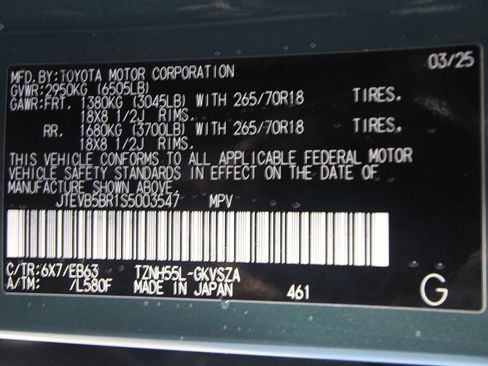 03/25
MFD.BY:TOYOTA MOTOR CORPORATION
GVWR:2950KG (6505LB)
GAWR:FRT. 1380KG (3045LB) WITH 265/70R18 TIRES.
18X8 1/2J RIMS.
RR. 1680KG (3700LB) WITH 265/70R18 TIRES.
18X8 1/2J RIMS.
THIS VEHICLE CONFORMS TO ALL APPLICABLE FEDERAL MOTOR
VEHICLE SAFETY STANDARDS IN EFFECT ON THE DATE OF
MANUFACTURE SHOWN ABOVE.
JTEVB5BR1S5003547 MPV
C/TR:6X7/EB63 TZNH55L-GKVSZA
A/TM: /L580F MADE IN JAPAN 461 G